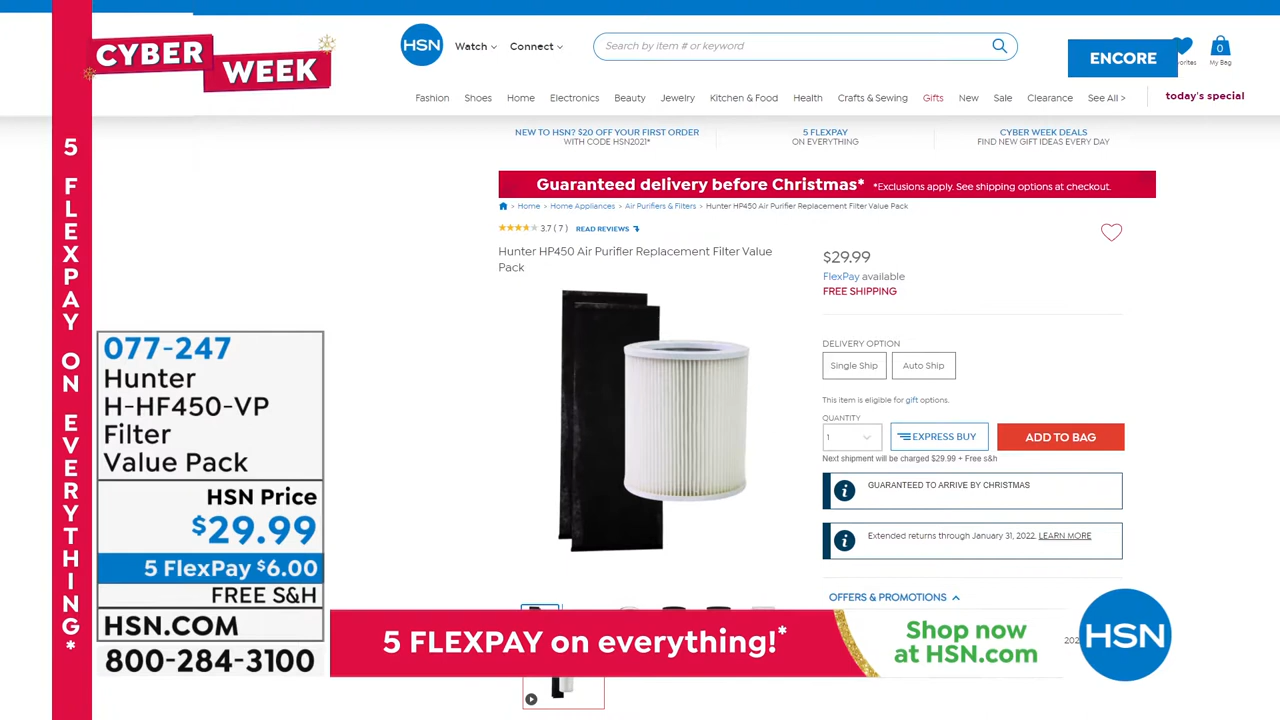 CYBER
WEEK
5 FLEXPAY ON EVERYTHING*
HSN
Watch
Connect
Search by item # or keyword
ENCORE
0
My Bag
Fashion Shoes Home Electronics Beauty Jewelry Kitchen & Food Health Crafts & Sewing Gifts New Sale Clearance See All >
today's special
NEW TO HSN? $20 OFF YOUR FIRST ORDER
WITH CODE HSN2021*
5 FLEXPAY
ON EVERYTHING
CYBER WEEK DEALS
FIND NEW GIFT IDEAS EVERY DAY
Guaranteed delivery before Christmas* *Exclusions apply. See shipping options at checkout.
> Home > Home Appliances > Air Purifiers & Filters > Hunter HP450 Air Purifier Replacement Filter Value Pack
3.7 ( 7 ) READ REVIEWS
Hunter HP450 Air Purifier Replacement Filter Value
Pack
$29.99
FlexPay available
FREE SHIPPING
DELIVERY OPTION
Single Ship
Auto Ship
This item is eligible for gift options.
QUANTITY
1
EXPRESS BUY
ADD TO BAG
Next shipment will be charged $29.99 + Free s&h
GUARANTEED TO ARRIVE BY CHRISTMAS
Extended returns through January 31, 2022. LEARN MORE
OFFERS & PROMOTIONS
077-247
Hunter
H-HF450-VP
Filter
Value Pack
HSN Price
$29.99
5 FlexPay $6.00
FREE S&H
HSN.COM
800-284-3100
5 FLEXPAY on everything!*
Shop now
at HSN.com
202
HSN